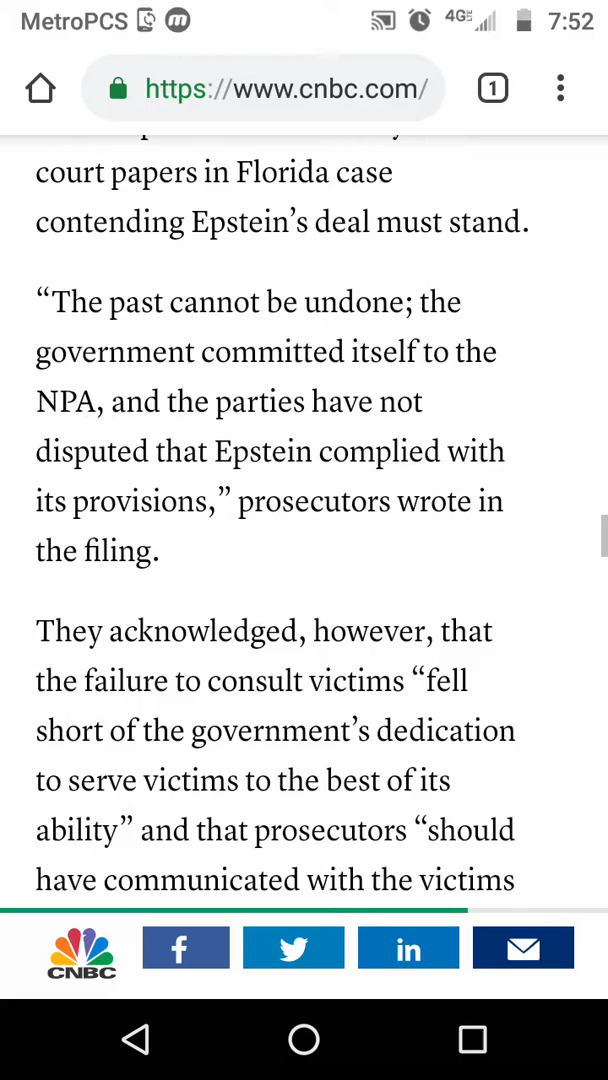 MetroPCS
4G
7:52
https://www.cnbc.com/
1
court papers in Florida case
contending Epstein’s deal must stand.
“The past cannot be undone; the
government committed itself to the
NPA, and the parties have not
disputed that Epstein complied with
its provisions,” prosecutors wrote in
the filing.
They acknowledged, however, that
the failure to consult victims “fell
short of the government’s dedication
to serve victims to the best of its
ability” and that prosecutors “should
have communicated with the victims
CNBC